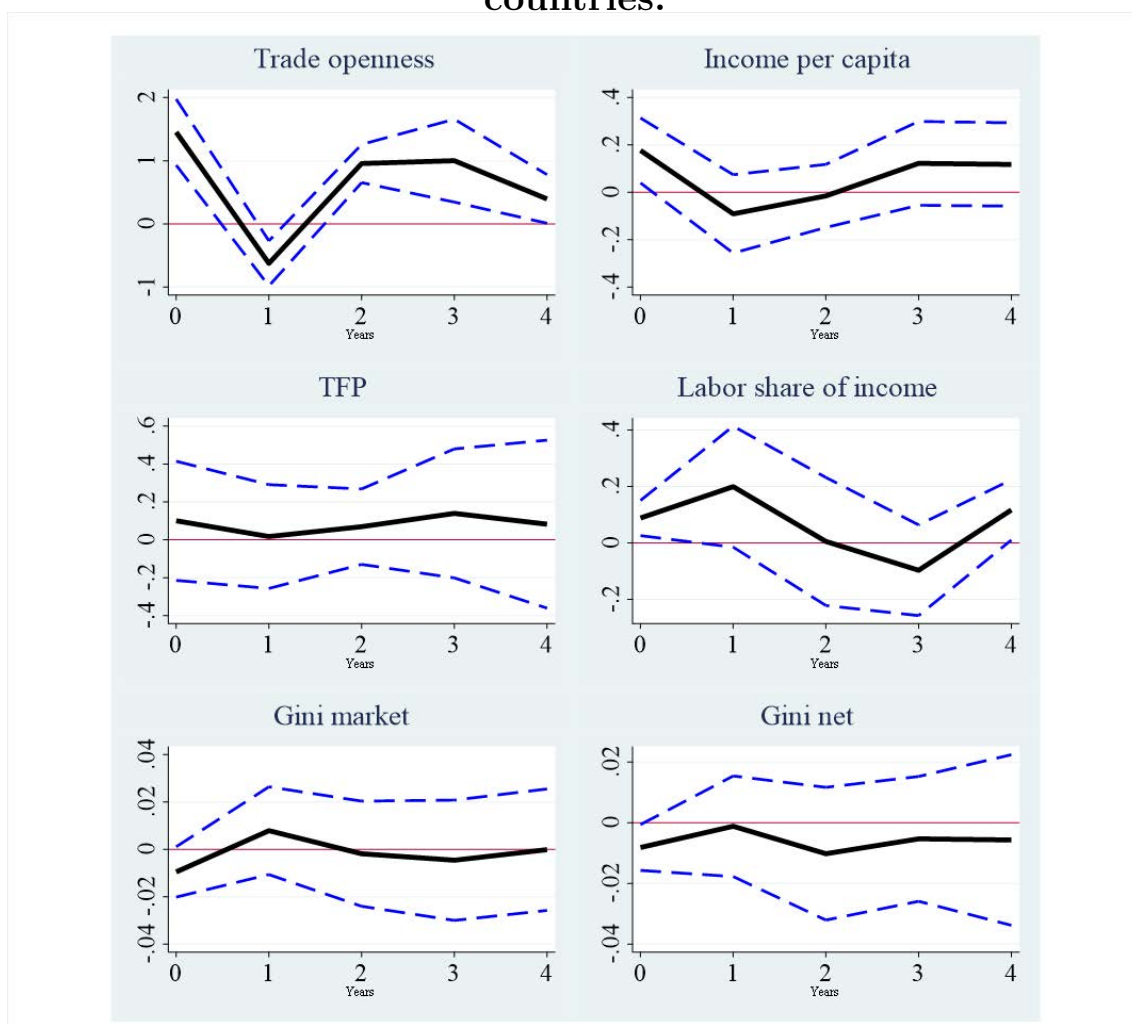 countries.
Trade openness
2
1
0
-1
0 1 2 3 4
Years
Income per capita
.4
.2
0
-.2
-.4
0 1 2 3 4
Years
TFP
.6
.4
.2
0
-.2
-.4
0 1 2 3 4
Years
Labor share of income
.4
.2
0
-.2
0 1 2 3 4
Years
Gini market
.04
.02
0
-.02
-.04
0 1 2 3 4
Years
Gini net
.02
0
-.02
-.04
0 1 2 3 4
Years